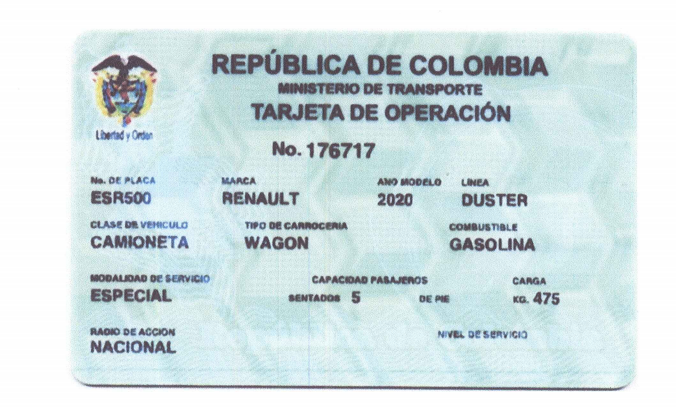 REPÚBLICA DE COLOMBIA
MINISTERIO DE TRANSPORTE
TARJETA DE OPERACIÓN
Libertad y Orden
No. 176717
No. DE PLACA MARCA AÑO MODELO LINEA
ESR500 RENAULT 2020 DUSTER
CLASE DE VEHICULO TIPO DE CARROCERIA COMBUSTIBLE
CAMIONETA WAGON GASOLINA
MODALIDAD DE SERVICIO CAPACIDAD PASAJEROS CARGA
ESPECIAL SENTADOS 5 DE PIE KG. 475
RADIO DE ACCION NIVEL DE SERVICIO
NACIONAL